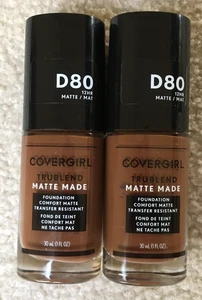 D80
12HR
MATTE / MAT
COVERGIRL
TRUBLEND
MATTE MADE
FOUNDATION
COMFORT MATTE
TRANSFER RESISTANT
FOND DE TEINT
CONFORT MAT
NE TACHE PAS
30 mL (1 FL OZ)
D80
12HR
MATTE / MAT
COVERGIRL
TRUBLEND
MATTE MADE
FOUNDATION
COMFORT MATTE
TRANSFER RESISTANT
FOND DE TEINT
CONFORT MAT
NE TACHE PAS
30 mL (1 FL OZ)